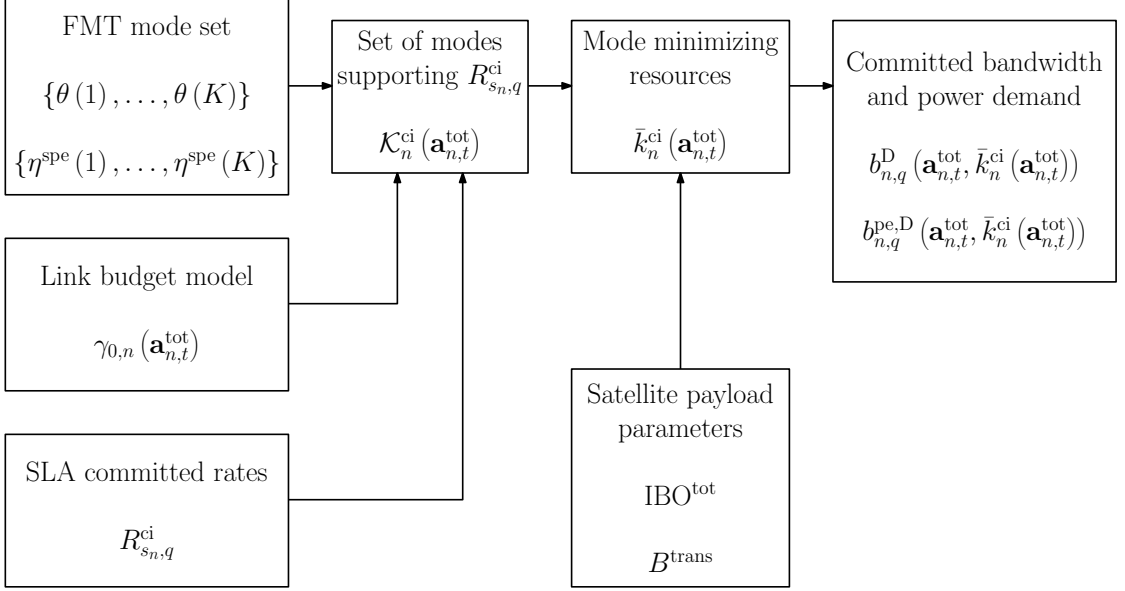 FMT mode set
{θ (1) , . . . , θ (K)}
{η^spe (1) , . . . , η^spe (K)}
Link budget model
γ_{0,n} (a^tot_{n,t})
SLA committed rates
R^ci_{s_n,q}
Set of modes
supporting R^ci_{s_n,q}
𝒦^ci_n (a^tot_{n,t})
Mode minimizing
resources
k̄^ci_n (a^tot_{n,t})
Satellite payload
parameters
IBO^tot
B^trans
Committed bandwidth
and power demand
b^D_{n,q} (a^tot_{n,t}, k̄^ci_n (a^tot_{n,t}))
b^{pe,D}_{n,q} (a^tot_{n,t}, k̄^ci_n (a^tot_{n,t}))